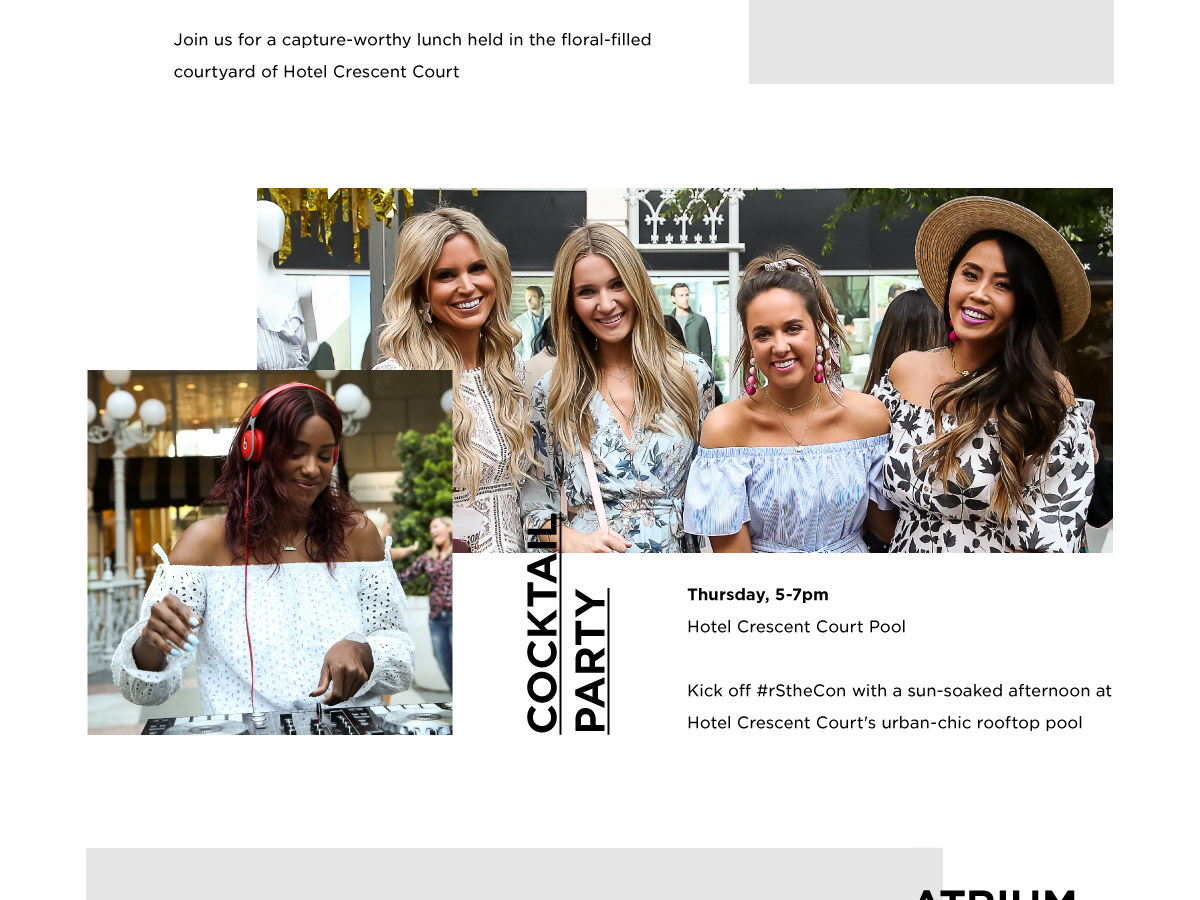 Join us for a capture-worthy lunch held in the floral-filled
courtyard of Hotel Crescent Court
COCKTAIL
PARTY
Thursday, 5-7pm
Hotel Crescent Court Pool
Kick off #rStheCon with a sun-soaked afternoon at
Hotel Crescent Court's urban-chic rooftop pool
ATRIUM